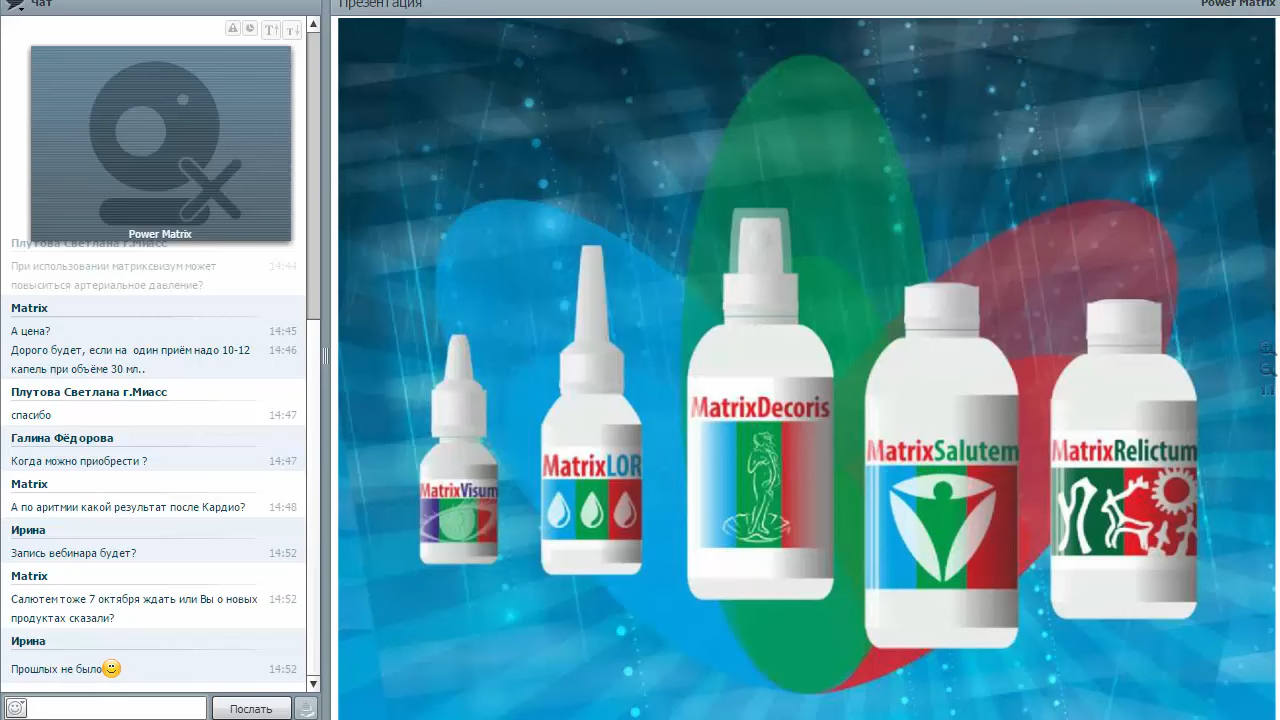 Чат
Презентация
Power Matrix
Power Matrix
Плутова Светлана г.Миасс
При использовании матриксвизум может
повыситься артериальное давление?
14:44
Matrix
А цена?
14:45
Дорого будет, если на один приём надо 10-12
капель при объёме 30 мл..
14:46
Плутова Светлана г.Миасс
спасибо
14:47
Галина Фёдорова
Когда можно приобрести ?
14:47
Matrix
А по аритмии какой результат после Кардио?
14:48
Ирина
Запись вебинара будет?
14:52
Matrix
Салютем тоже 7 октября ждать или Вы о новых
продуктах сказали?
14:52
Ирина
Прошлых не было
14:52
Послать
MatrixVisum
MatrixLOR
MatrixDecoris
MatrixSalutem
MatrixRelictum